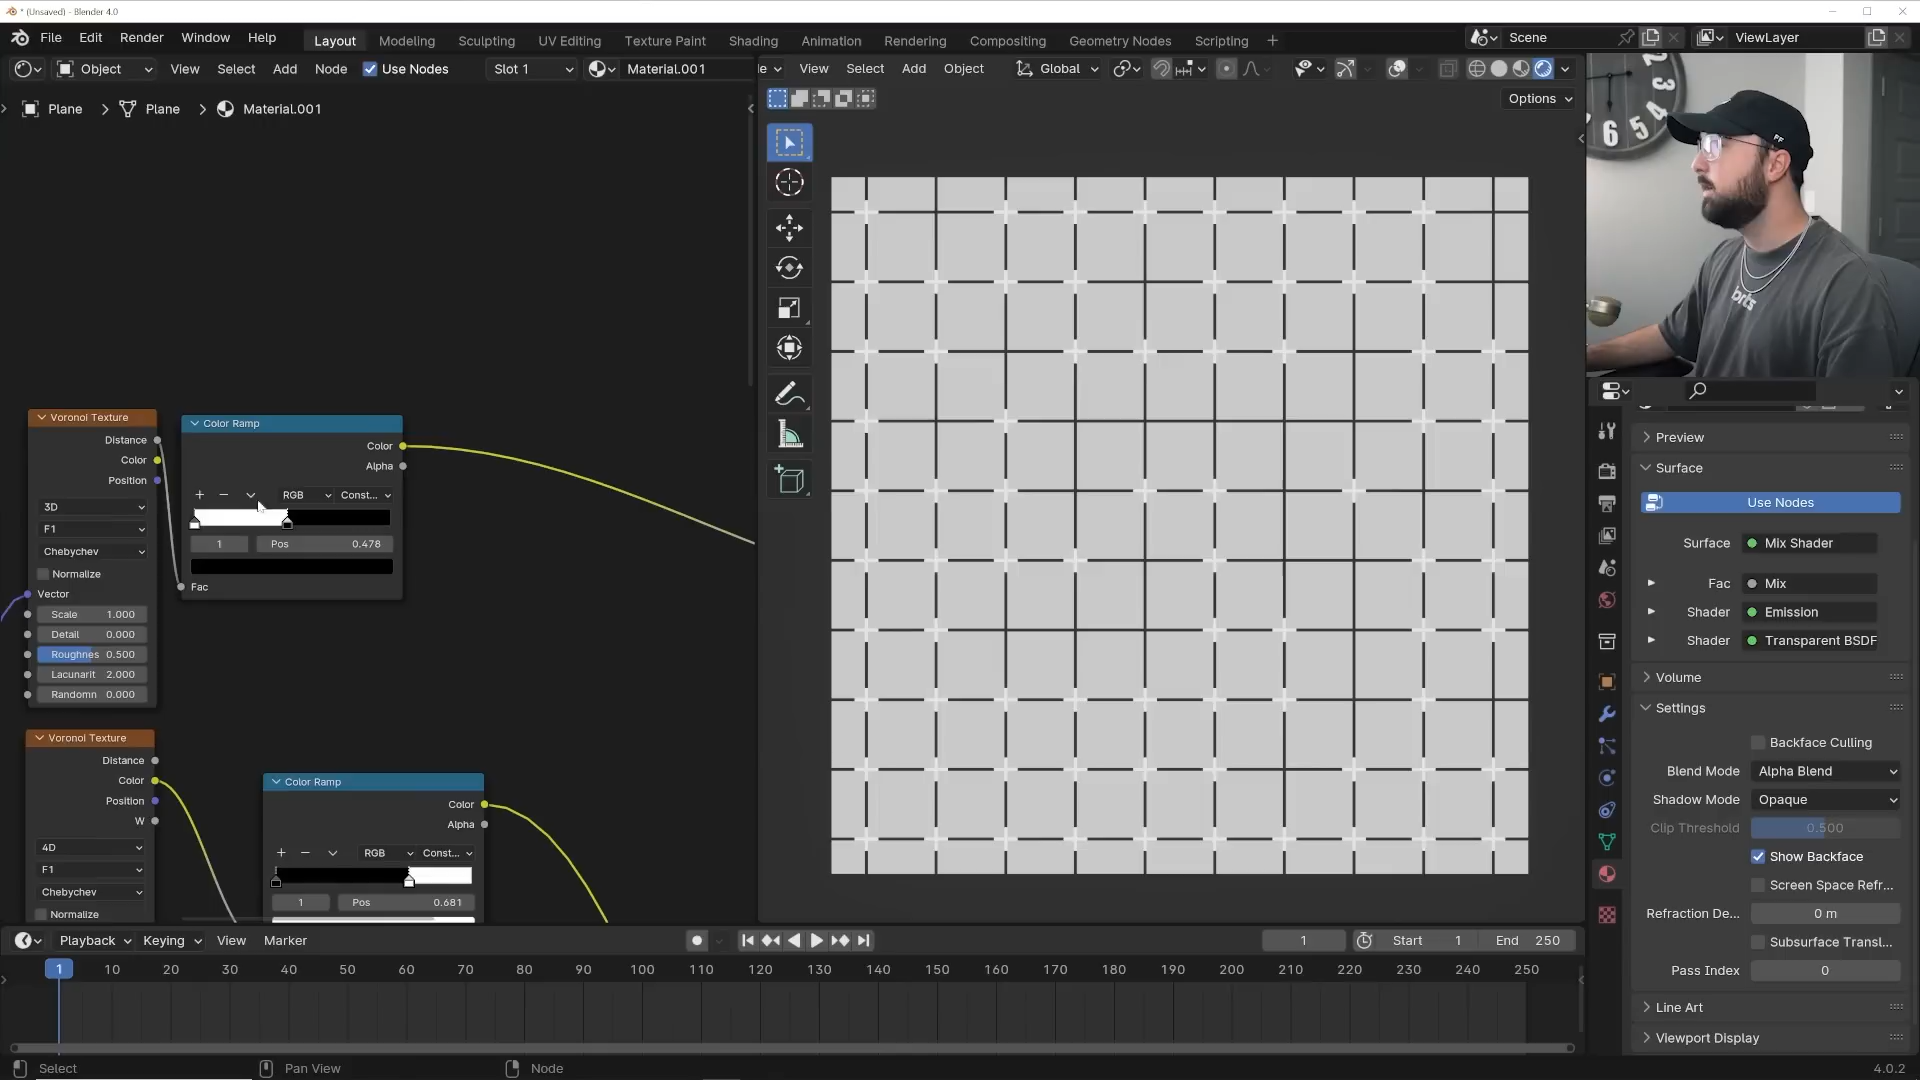 * (Unsaved) - Blender 4.0
File Edit Render Window Help
Layout Modeling Sculpting UV Editing Texture Paint Shading Animation Rendering Compositing Geometry Nodes Scripting +
Scene
ViewLayer
Object View Select Add Node Use Nodes Slot 1 Material.001
View Select Add Object Global
Options
Plane > Plane > Material.001
Voronoi Texture
Distance
Color
Position
3D
F1
Chebychev
Normalize
Vector
Scale 1.000
Detail 0.000
Roughnes 0.500
Lacunarit 2.000
Randomn 0.000
Color Ramp
Color
Alpha
RGB Const...
1 Pos 0.478
Fac
Voronoi Texture
Distance
Color
Position
W
4D
F1
Chebychev
Normalize
Color Ramp
Color
Alpha
RGB Const...
1 Pos 0.681
6
5
4
3
2
brts
Preview
Surface
Use Nodes
Surface Mix Shader
Fac Mix
Shader Emission
Shader Transparent BSDF
Volume
Settings
Backface Culling
Blend Mode Alpha Blend
Shadow Mode Opaque
Clip Threshold 0.500
Show Backface
Screen Space Refr...
Refraction De... 0 m
Subsurface Transl...
Pass Index 0
Line Art
Viewport Display
Playback Keying View Marker
1 Start 1 End 250
1 10 20 30 40 50 60 70 80 90 100 110 120 130 140 150 160 170 180 190 200 210 220 230 240 250
Select Pan View Node 4.0.2